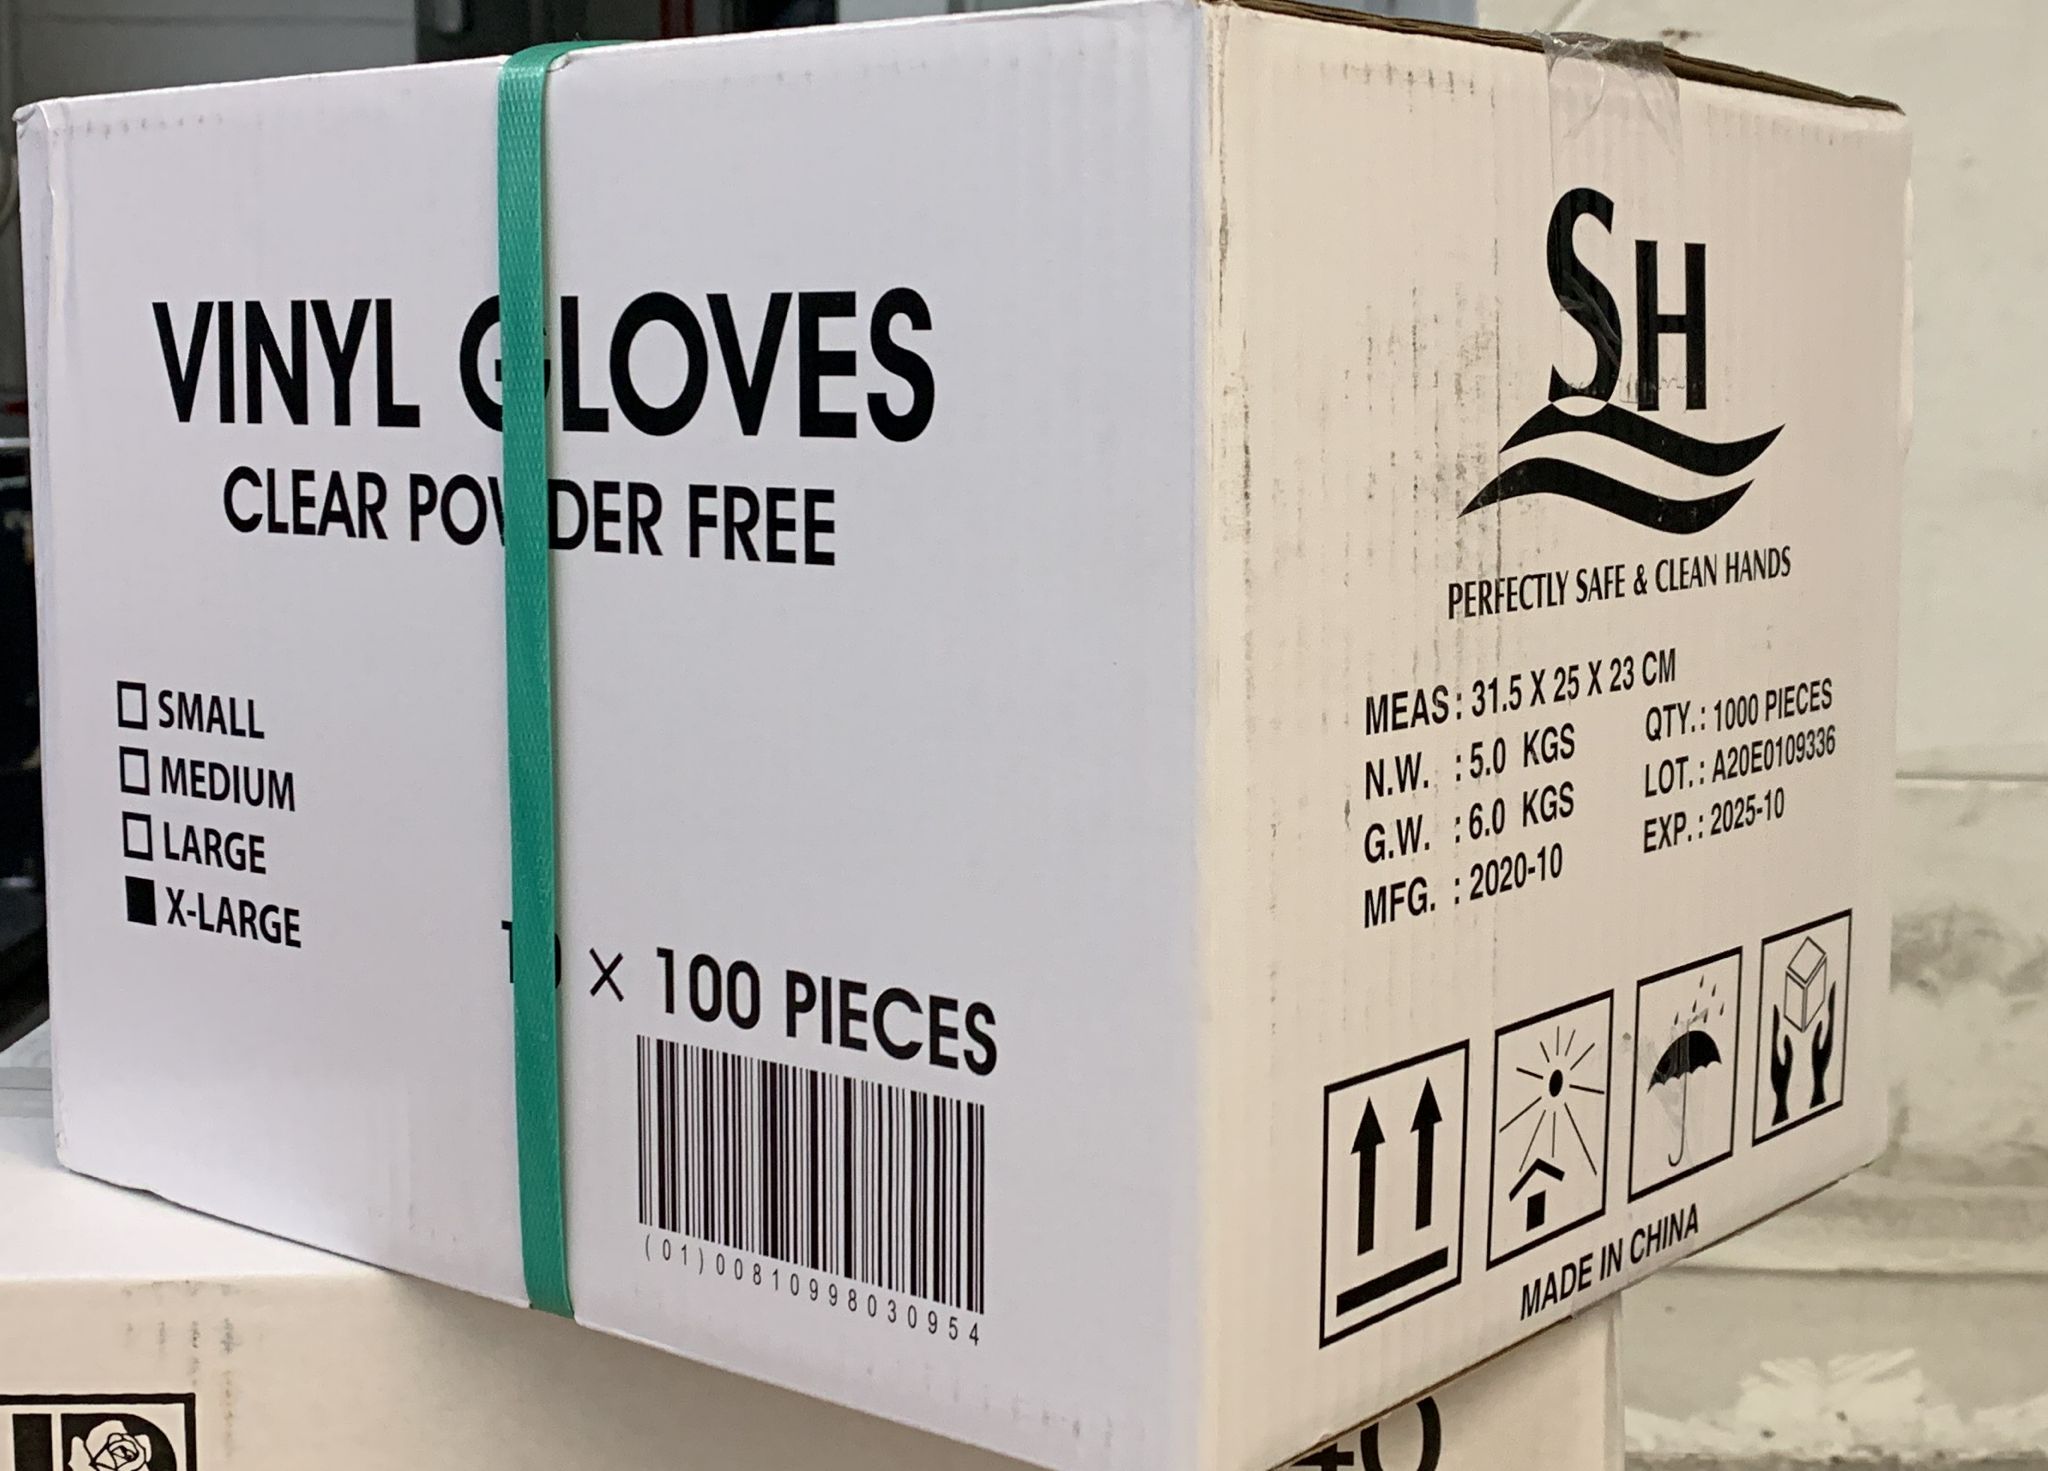 VINYL GLOVES
CLEAR POWDER FREE
SMALL
MEDIUM
LARGE
X-LARGE
10 × 100 PIECES
(01)00810998030954
SH
PERFECTLY SAFE & CLEAN HANDS
MEAS: 31.5 X 25 X 23 CM
N.W. : 5.0 KGS
G.W. : 6.0 KGS
MFG. : 2020-10
QTY.: 1000 PIECES
LOT.: A20E0109336
EXP.: 2025-10
MADE IN CHINA